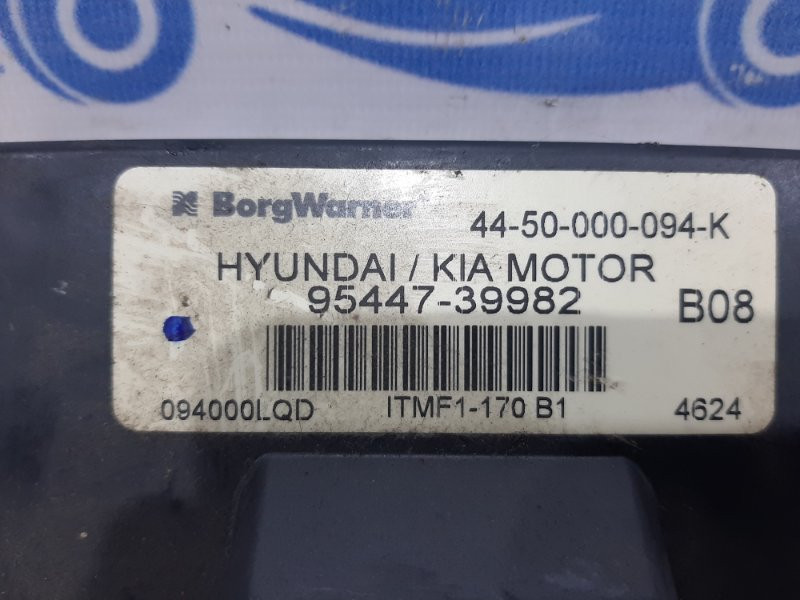 BorgWarner
44-50-000-094-K
HYUNDAI / KIA MOTOR
95447-39982
B08
094000LQD
ITMF1-170 B1
4624